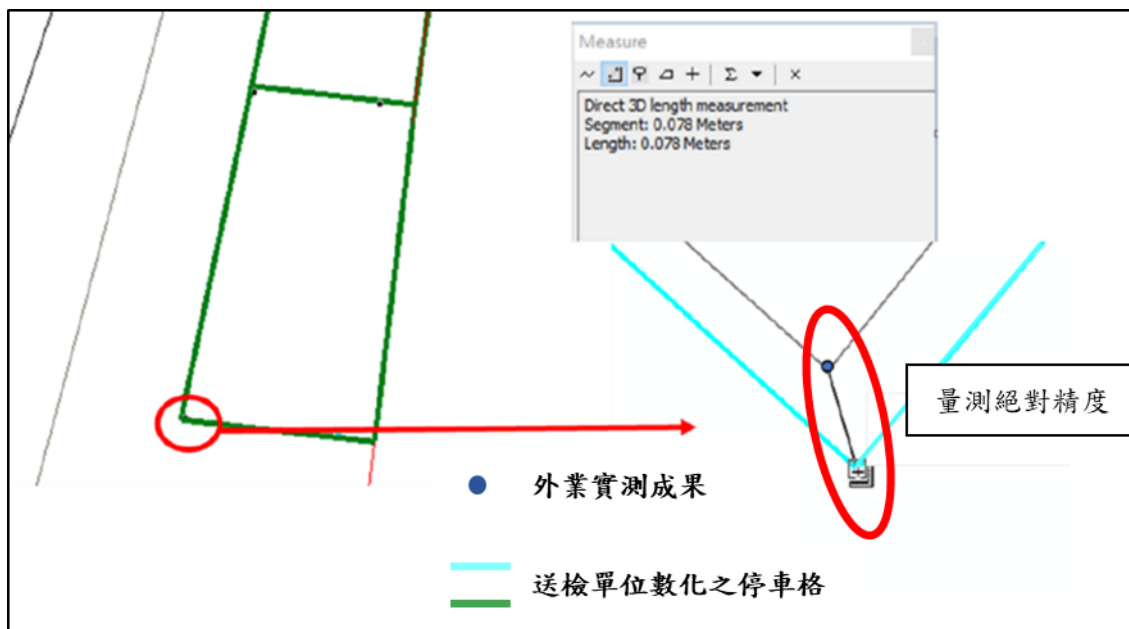 Measure
Direct 3D length measurement
Segment: 0.078 Meters
Length: 0.078 Meters
量測絕對精度
外業實測成果
送檢單位數化之停車格